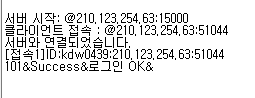 서버 시작: @210,123,254,63:15000
클라이언트 접속 : @210,123,254,63:51044
서버와 연결되었습니다.
[접속1]ID:kdw0439:210,123,254,63:51044
101&Success&로그인 OK&